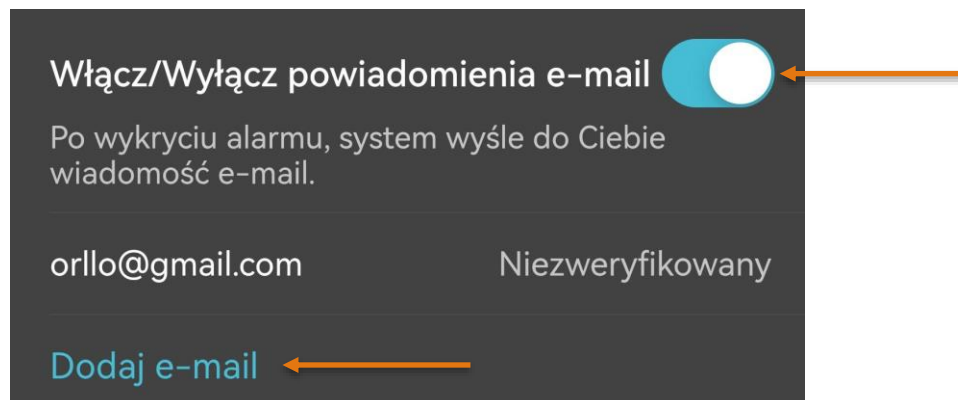 Włącz/Wyłącz powiadomienia e-mail
Po wykryciu alarmu, system wyśle do Ciebie
wiadomość e-mail.
orllo@gmail.com Niezweryfikowany
Dodaj e-mail